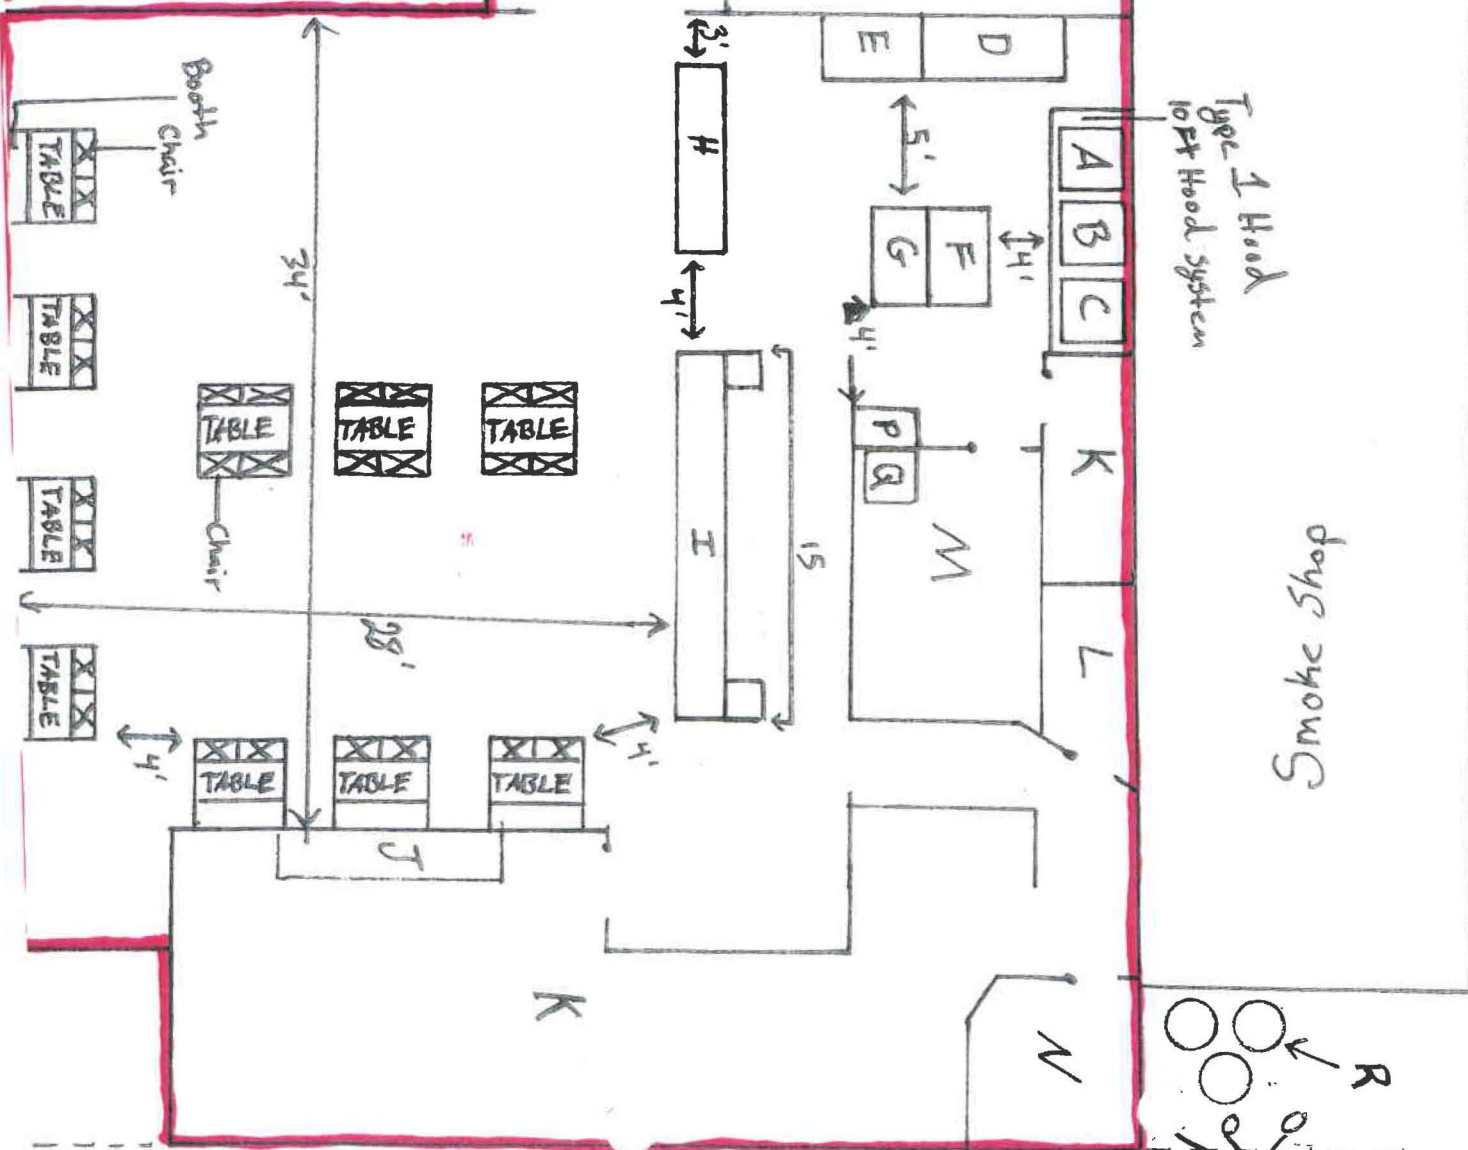 3'
E
D
Type 1 Hood
10 Ft Hood system
A
B
C
Booth
chair
H
5'
G
F
4'
34'
4'
4'
TABLE
TABLE
TABLE
TABLE
TABLE
TABLE
TABLE
Chair
P
Q
K
I
15
M
L
Smoke Shop
28'
4'
4'
TABLE
TABLE
TABLE
J
K
N
R